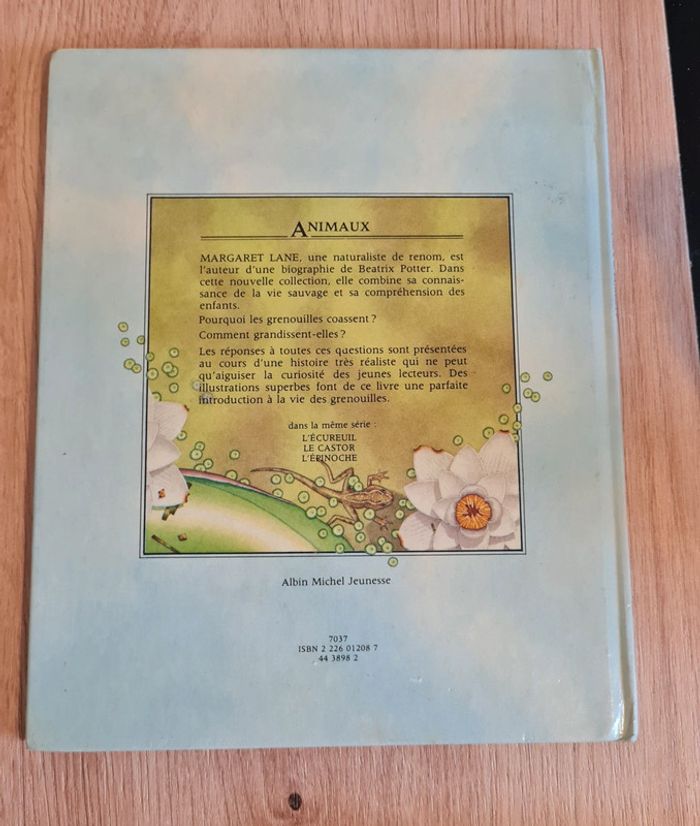 ANIMAUX
MARGARET LANE, une naturaliste de renom, est
l'auteur d'une biographie de Beatrix Potter. Dans
cette nouvelle collection, elle combine sa connais-
sance de la vie sauvage et sa compréhension des
enfants.
Pourquoi les grenouilles coassent ?
Comment grandissent-elles ?
Les réponses à toutes ces questions sont présentées
au cours d'une histoire très réaliste qui ne peut
qu'aiguiser la curiosité des jeunes lecteurs. Des
illustrations superbes font de ce livre une parfaite
introduction à la vie des grenouilles.
dans la même série :
L'ÉCUREUIL
LE CASTOR
L'ÉPINOCHE
Albin Michel Jeunesse
7037
ISBN 2 226 01208 7
44 3898 2